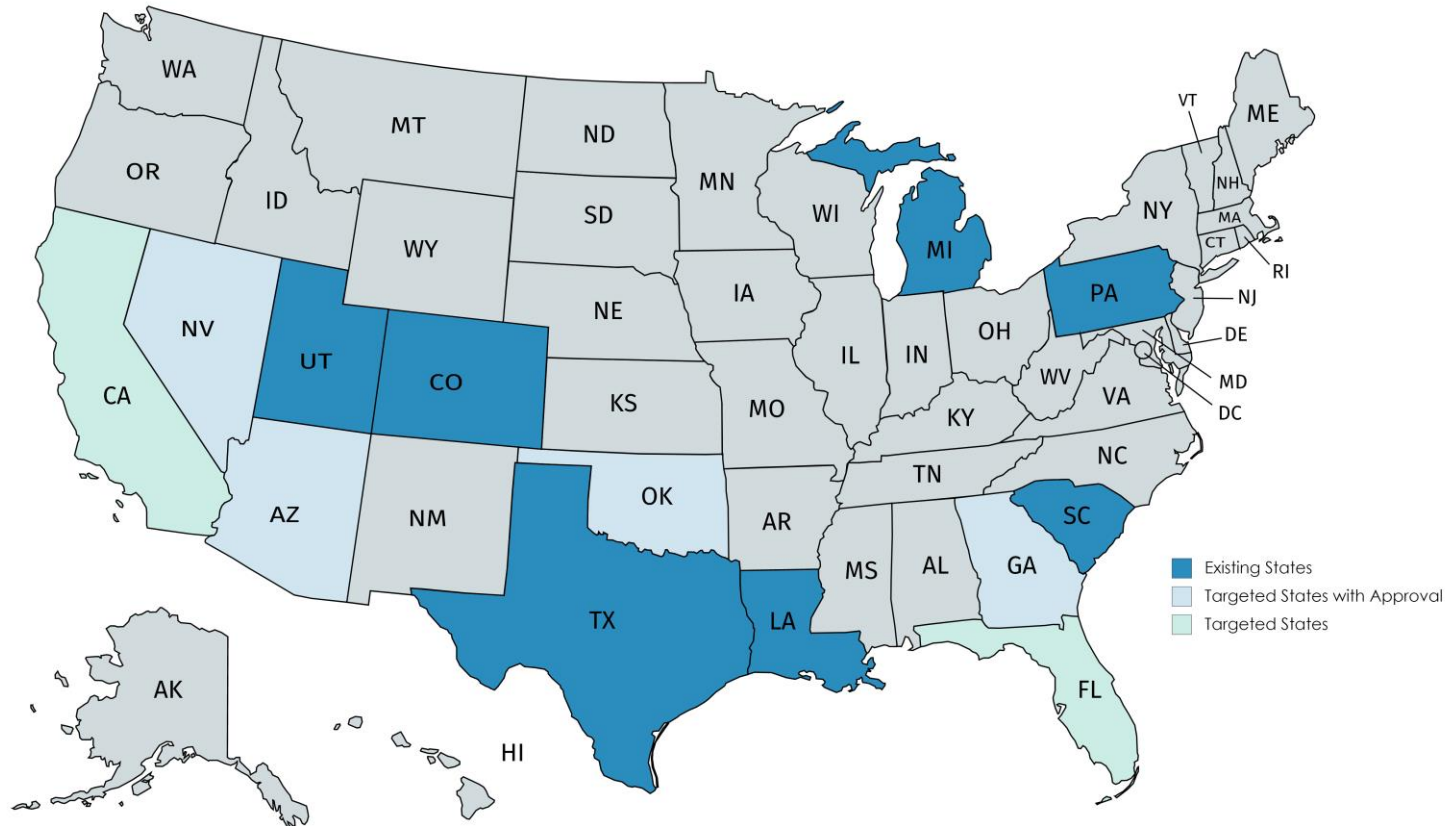 WA
MT
ND
MN
VT
ME
OR
ID
SD
WI
MI
NY
NH
MA
CT
RI
WY
NE
IA
PA
NJ
NV
UT
CO
KS
MO
IL
IN
OH
WV
VA
DE
MD
DC
CA
KY
AZ
NM
OK
AR
TN
NC
TX
LA
MS
AL
GA
SC
FL
AK
HI
Existing States
Targeted States with Approval
Targeted States